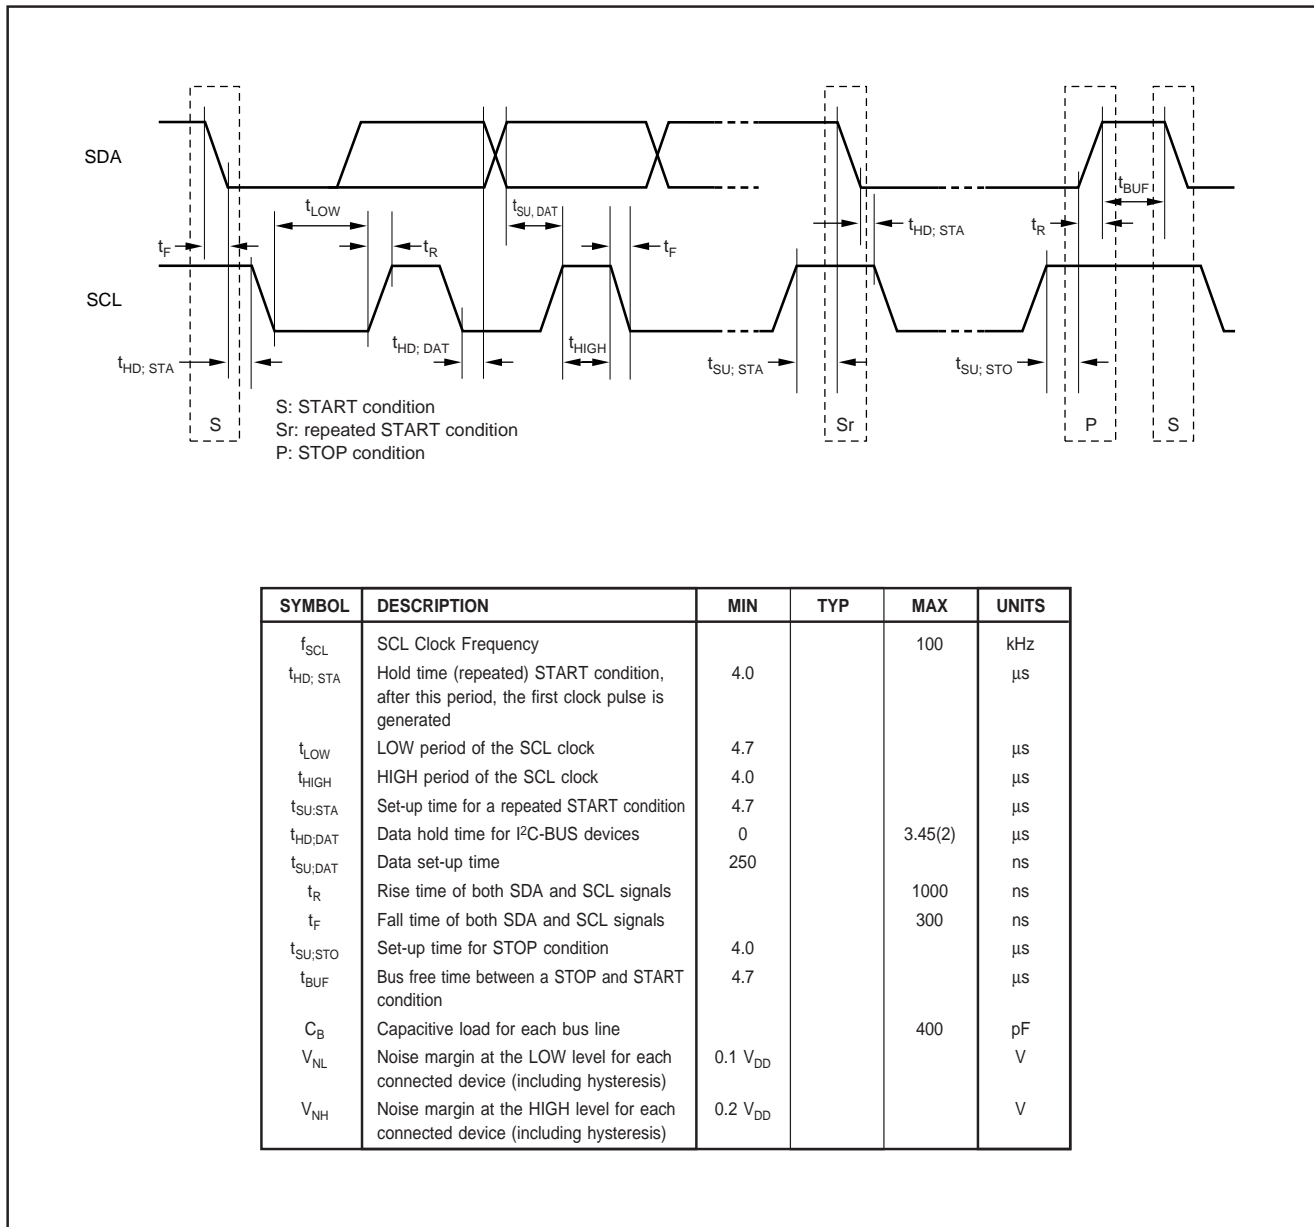 SDA
tLOW
tSU, DAT
tBUF
tHD; STA
tF
tR
tF
tR
SCL
tHD; STA
tHD; DAT
tHIGH
tSU; STA
tSU; STO
S: START condition
Sr: repeated START condition
P: STOP condition
S
Sr
P
S
SYMBOL DESCRIPTION MIN TYP MAX UNITS
fSCL SCL Clock Frequency 100 kHz
tHD; STA Hold time (repeated) START condition, 4.0 μs
after this period, the first clock pulse is
generated
tLOW LOW period of the SCL clock 4.7 μs
tHIGH HIGH period of the SCL clock 4.0 μs
tSU:STA Set-up time for a repeated START condition 4.7 μs
tHD;DAT Data hold time for I²C-BUS devices 0 3.45(2) μs
tSU;DAT Data set-up time 250 ns
tR Rise time of both SDA and SCL signals 1000 ns
tF Fall time of both SDA and SCL signals 300 ns
tSU;STO Set-up time for STOP condition 4.0 μs
tBUF Bus free time between a STOP and START 4.7 μs
condition
CB Capacitive load for each bus line 400 pF
VNL Noise margin at the LOW level for each 0.1 VDD V
connected device (including hysteresis)
VNH Noise margin at the HIGH level for each 0.2 VDD V
connected device (including hysteresis)